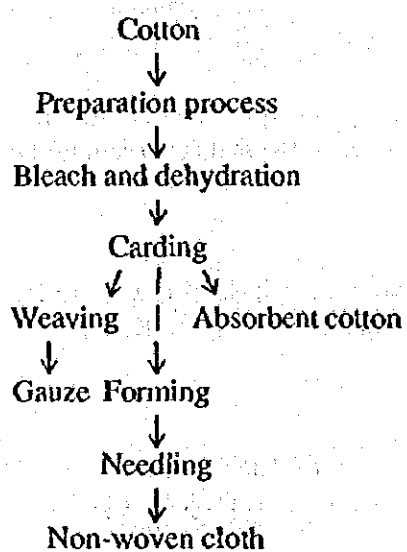 Cotton
Preparation process
Bleach and dehydration
Carding
Weaving Absorbent cotton
Gauze Forming
Needling
Non-woven cloth